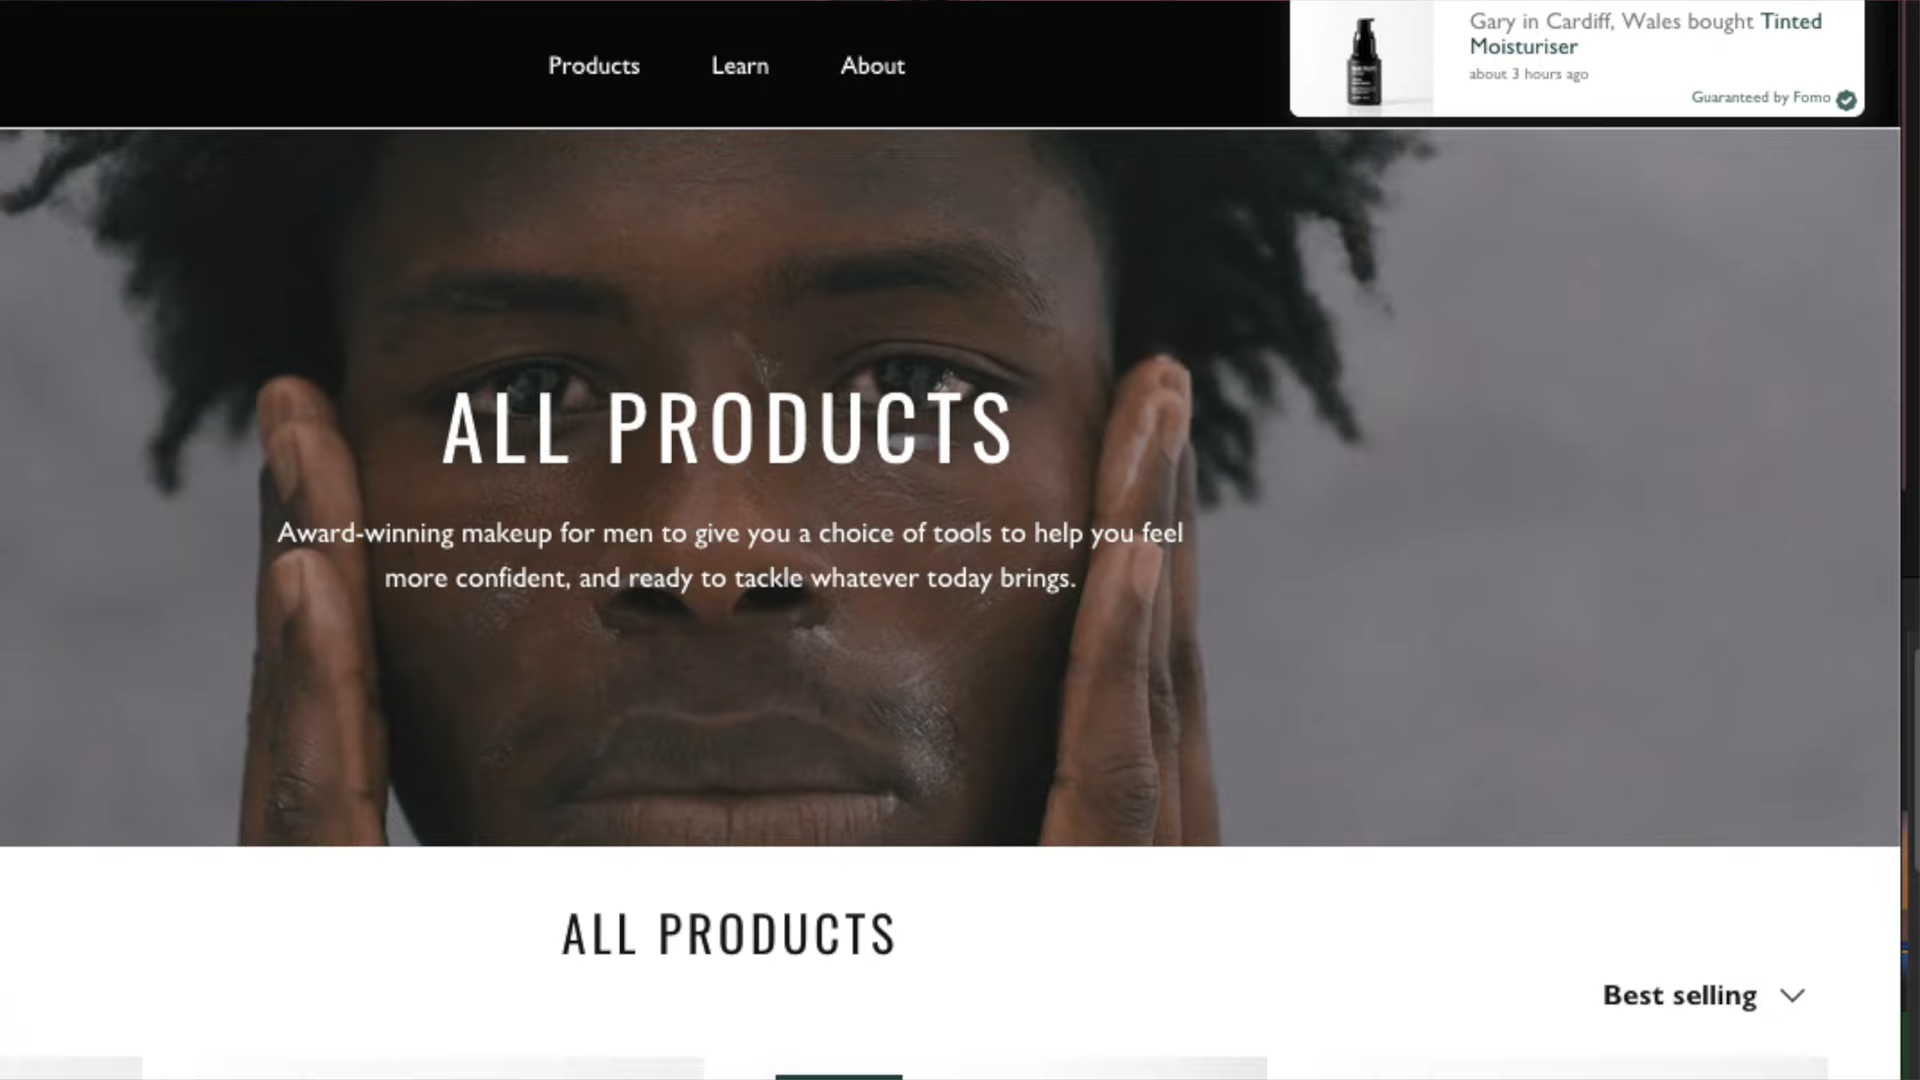 Products
Learn
About
Gary in Cardiff, Wales bought Tinted
Moisturiser
about 3 hours ago
Guaranteed by Fomo
ALL PRODUCTS
Award-winning makeup for men to give you a choice of tools to help you feel
more confident, and ready to tackle whatever today brings.
ALL PRODUCTS
Best selling